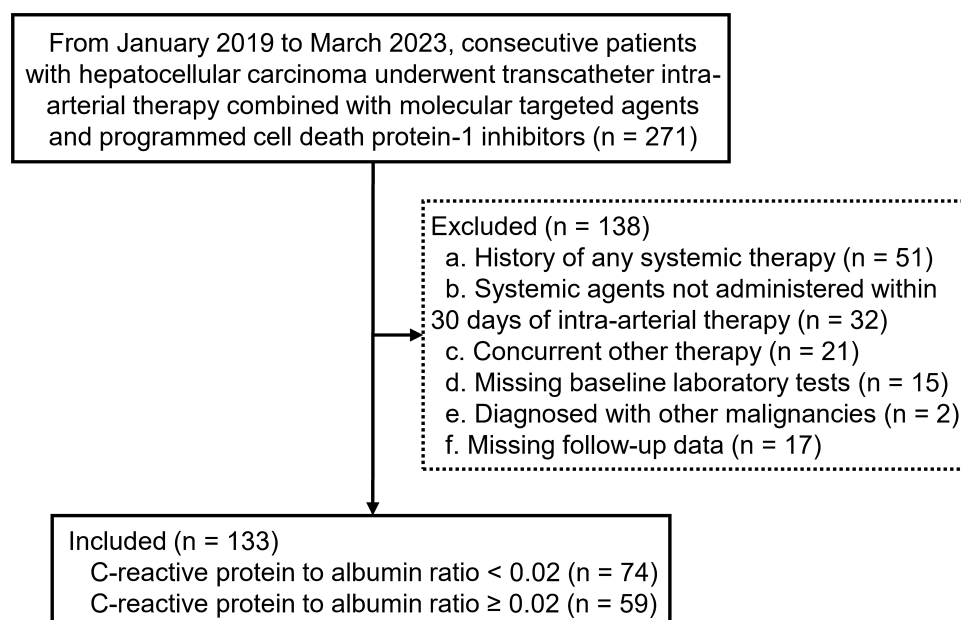 From January 2019 to March 2023, consecutive patients
with hepatocellular carcinoma underwent transcatheter intra-
arterial therapy combined with molecular targeted agents
and programmed cell death protein-1 inhibitors (n = 271)
Excluded (n = 138)
a. History of any systemic therapy (n = 51)
b. Systemic agents not administered within
30 days of intra-arterial therapy (n = 32)
c. Concurrent other therapy (n = 21)
d. Missing baseline laboratory tests (n = 15)
e. Diagnosed with other malignancies (n = 2)
f. Missing follow-up data (n = 17)
Included (n = 133)
C-reactive protein to albumin ratio < 0.02 (n = 74)
C-reactive protein to albumin ratio ≥ 0.02 (n = 59)